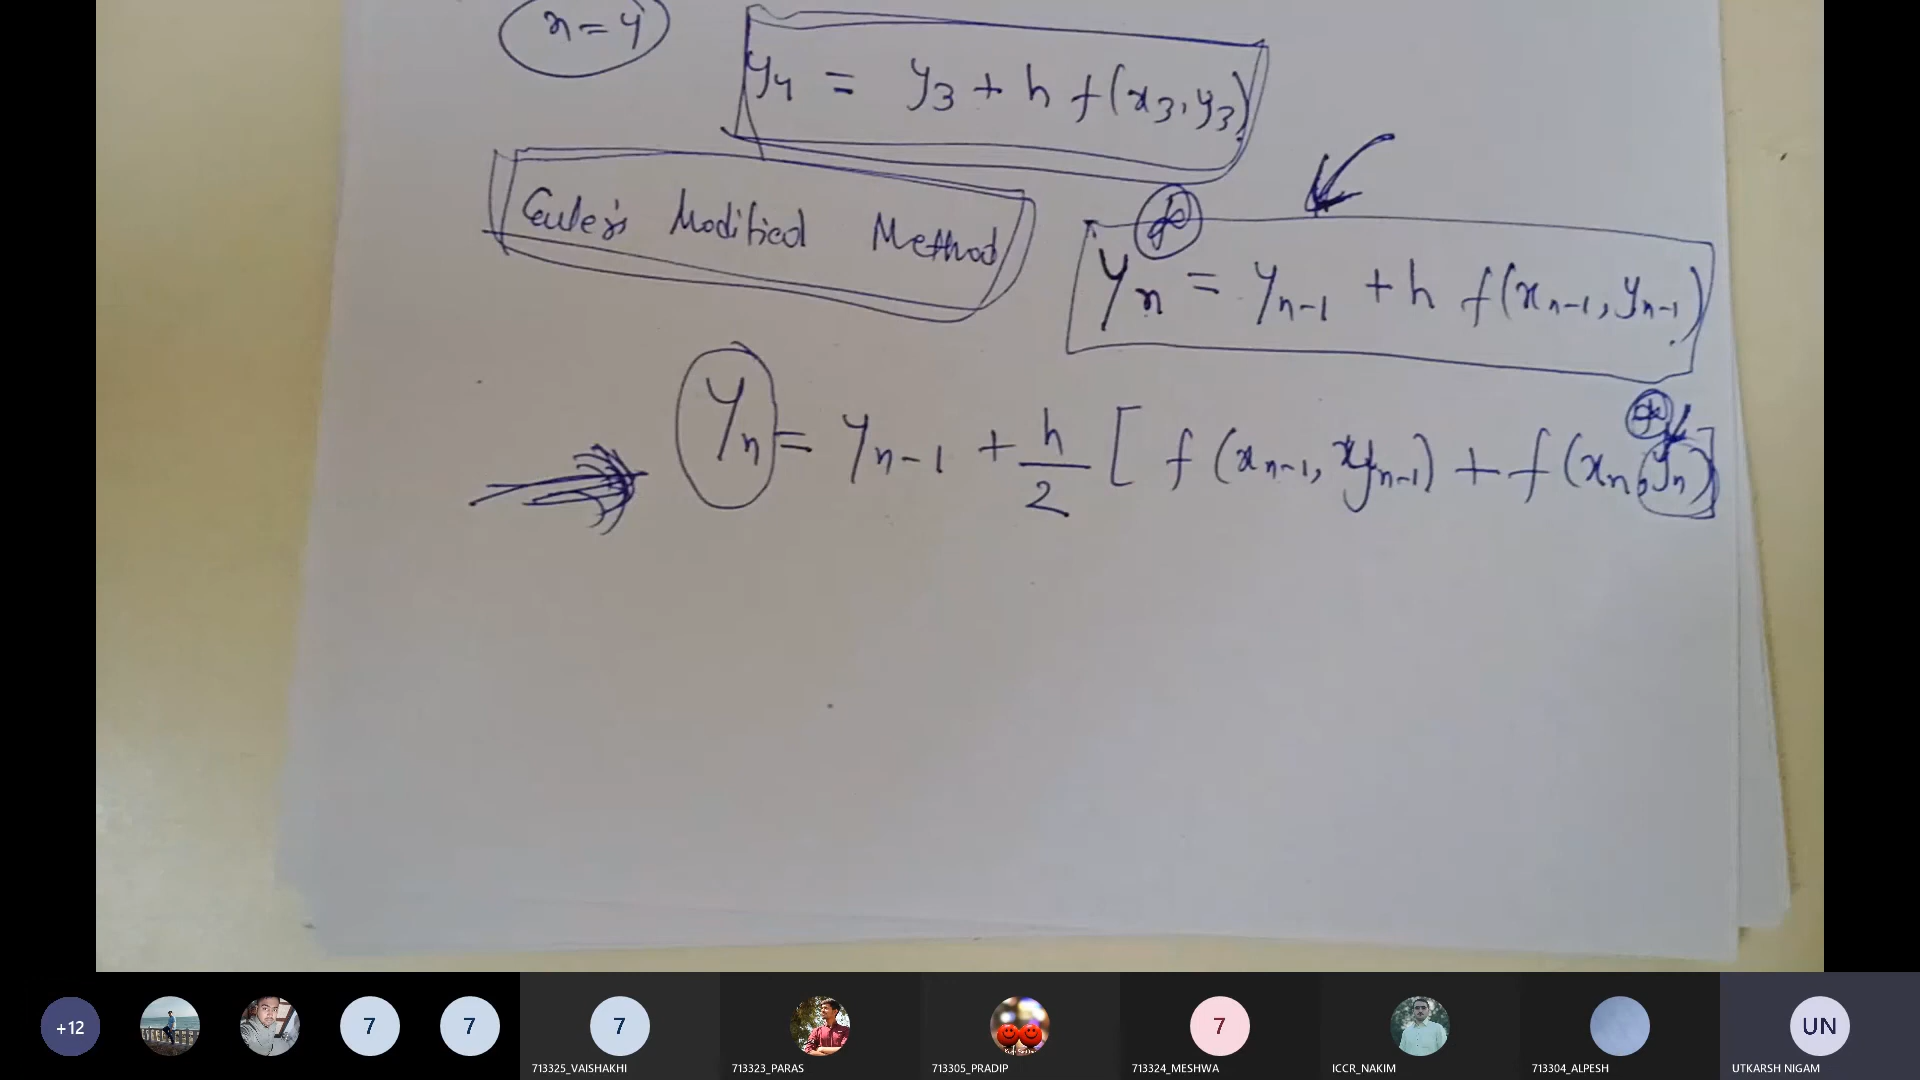 n=4
y4 = y3 + h f(x3, y3)
Euler's Modified Method
yn = yn-1 + h f(xn-1, yn-1)
yn = yn-1 + h/2 [ f(xn-1, yn-1) + f(xn, yn) ]
+12
7
7
7
7
UN
713325_VAISHAKHI
713323_PARAS
713305_PRADIP
713324_MESHWA
ICCR_NAKIM
713304_ALPESH
UTKARSH NIGAM